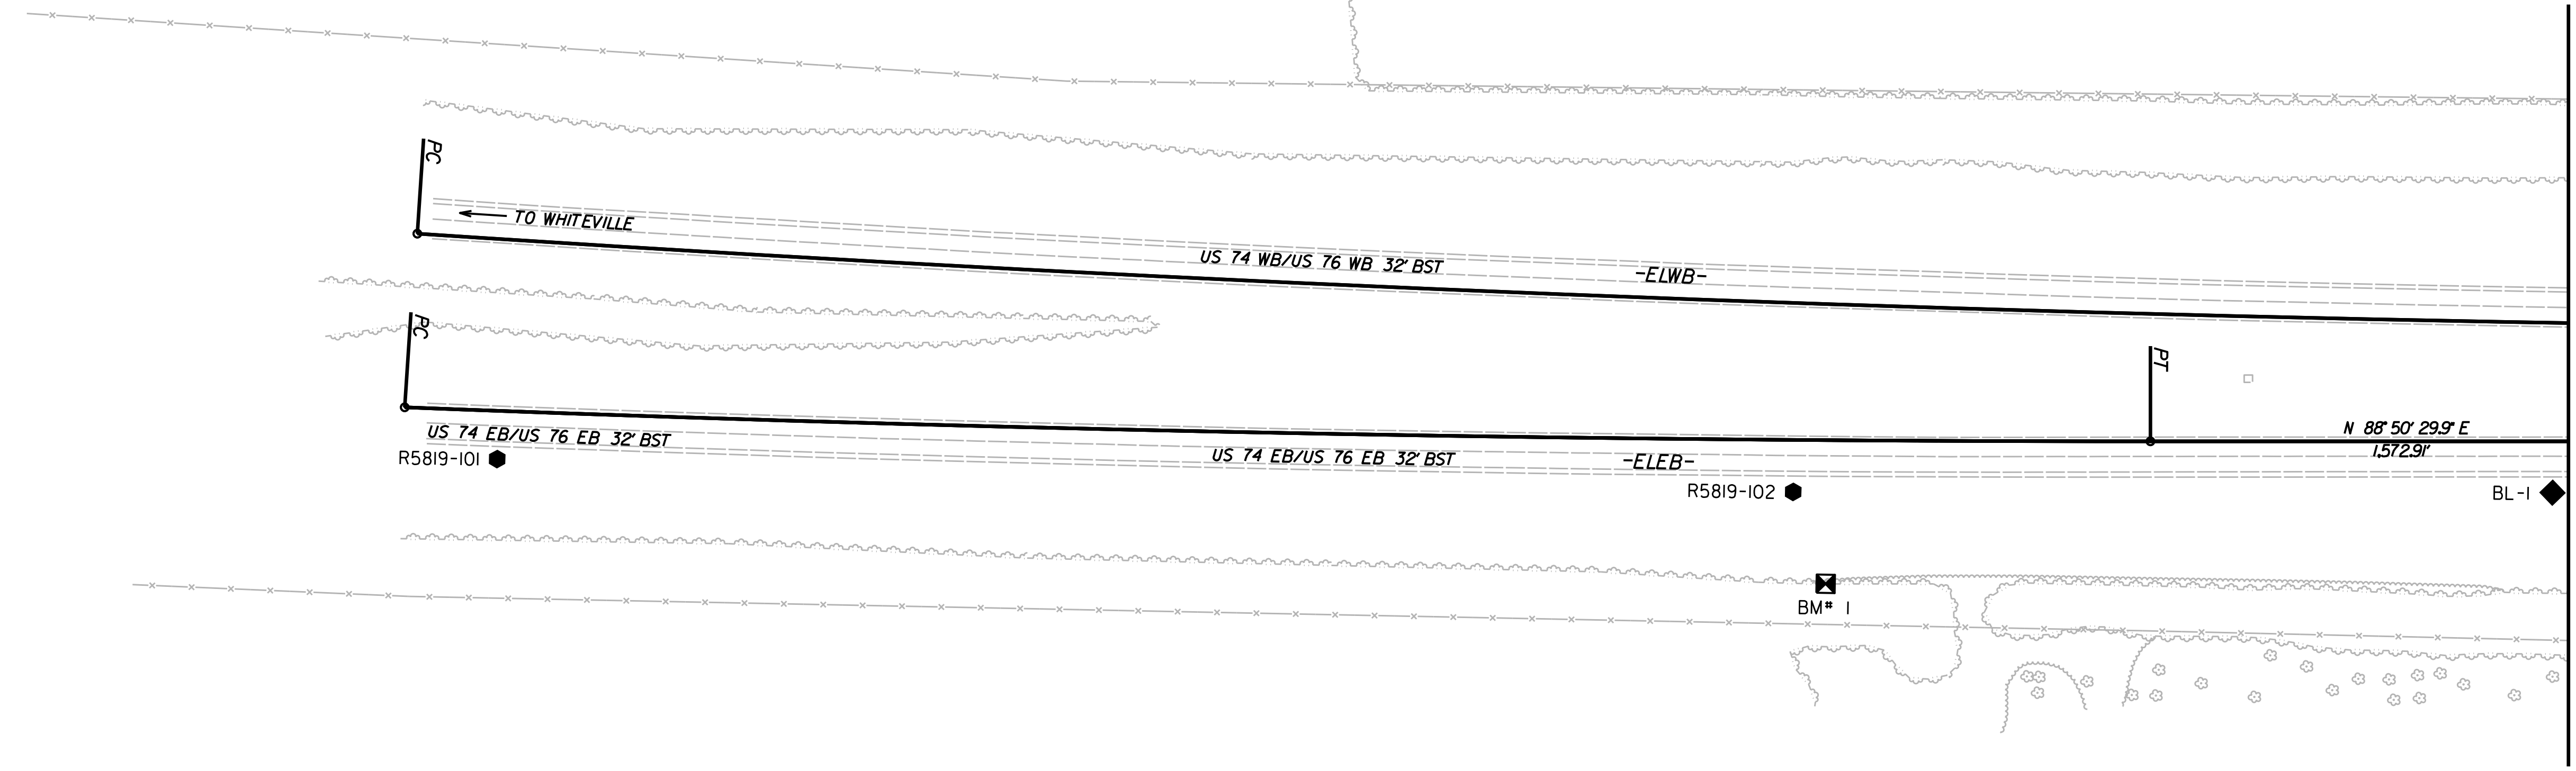 PC
TO WHITEVILLE
US 74 WB/US 76 WB 32' BST
-ELWB-
PC
PT
N 88° 50' 29.9" E
1,572.91'
US 74 EB/US 76 EB 32' BST
US 74 EB/US 76 EB 32' BST
-ELEB-
R5819-101
R5819-102
BL-1
BM# 1